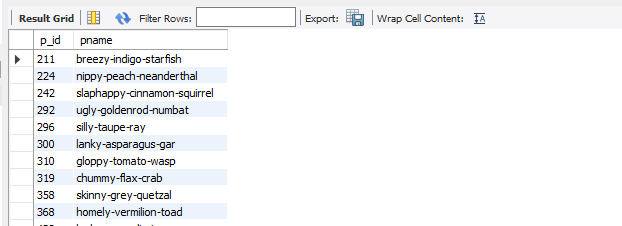 Result Grid Filter Rows: Export: Wrap Cell Content:
p_id pname
211 breezy-indigo-starfish
224 nippy-peach-neanderthal
242 slaphappy-cinnamon-squirrel
292 ugly-goldenrod-numbat
296 silly-taupe-ray
300 lanky-asparagus-gar
310 gloppy-tomato-wasp
319 chummy-flax-crab
358 skinny-grey-quetzal
368 homely-vermilion-toad